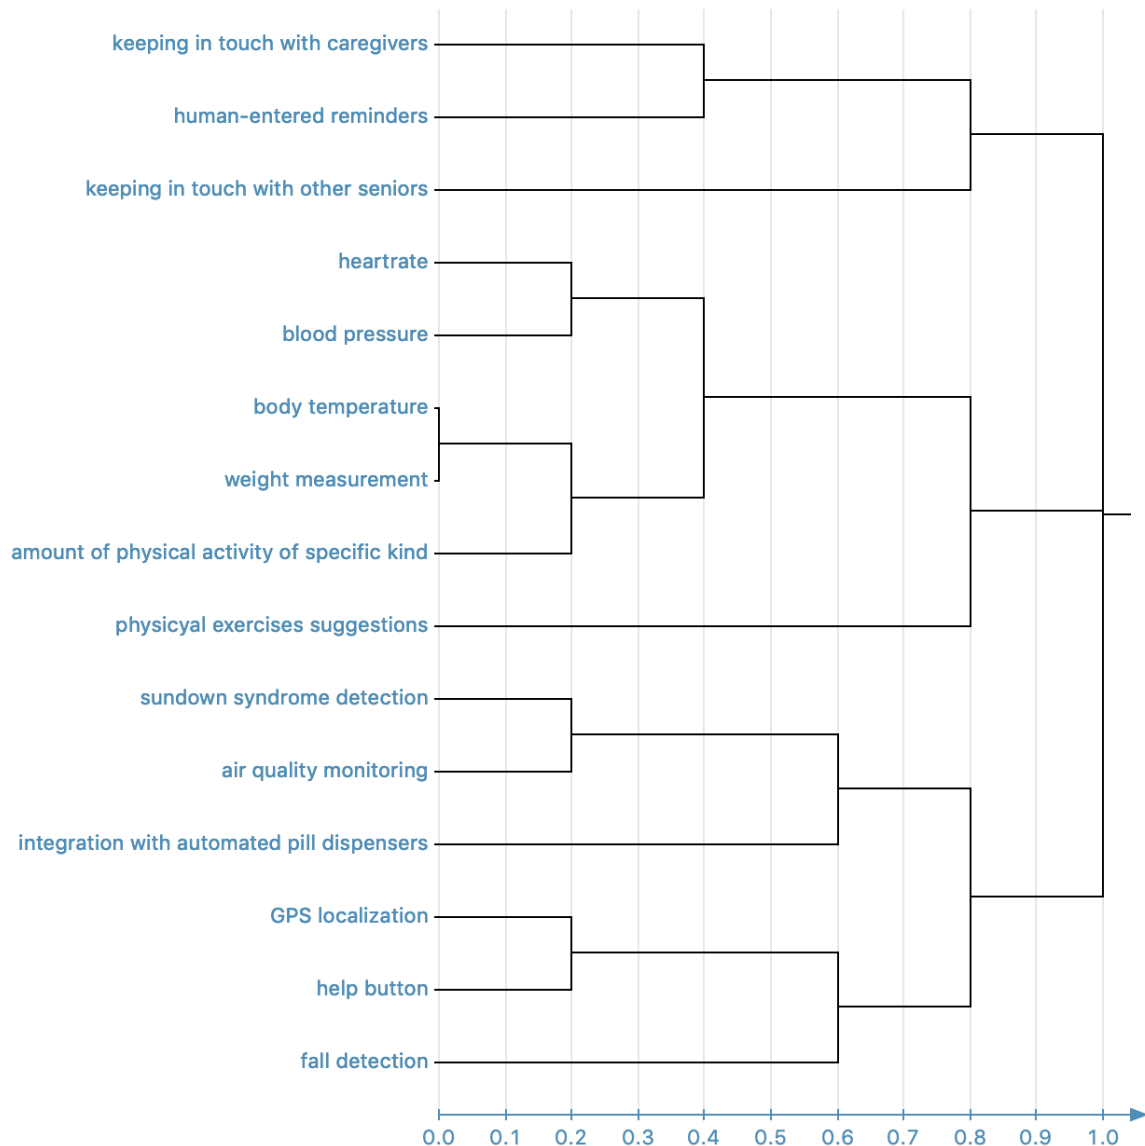 keeping in touch with caregivers
human-entered reminders
keeping in touch with other seniors
heartrate
blood pressure
body temperature
weight measurement
amount of physical activity of specific kind
physicyal exercises suggestions
sundown syndrome detection
air quality monitoring
integration with automated pill dispensers
GPS localization
help button
fall detection
0.0 0.1 0.2 0.3 0.4 0.5 0.6 0.7 0.8 0.9 1.0